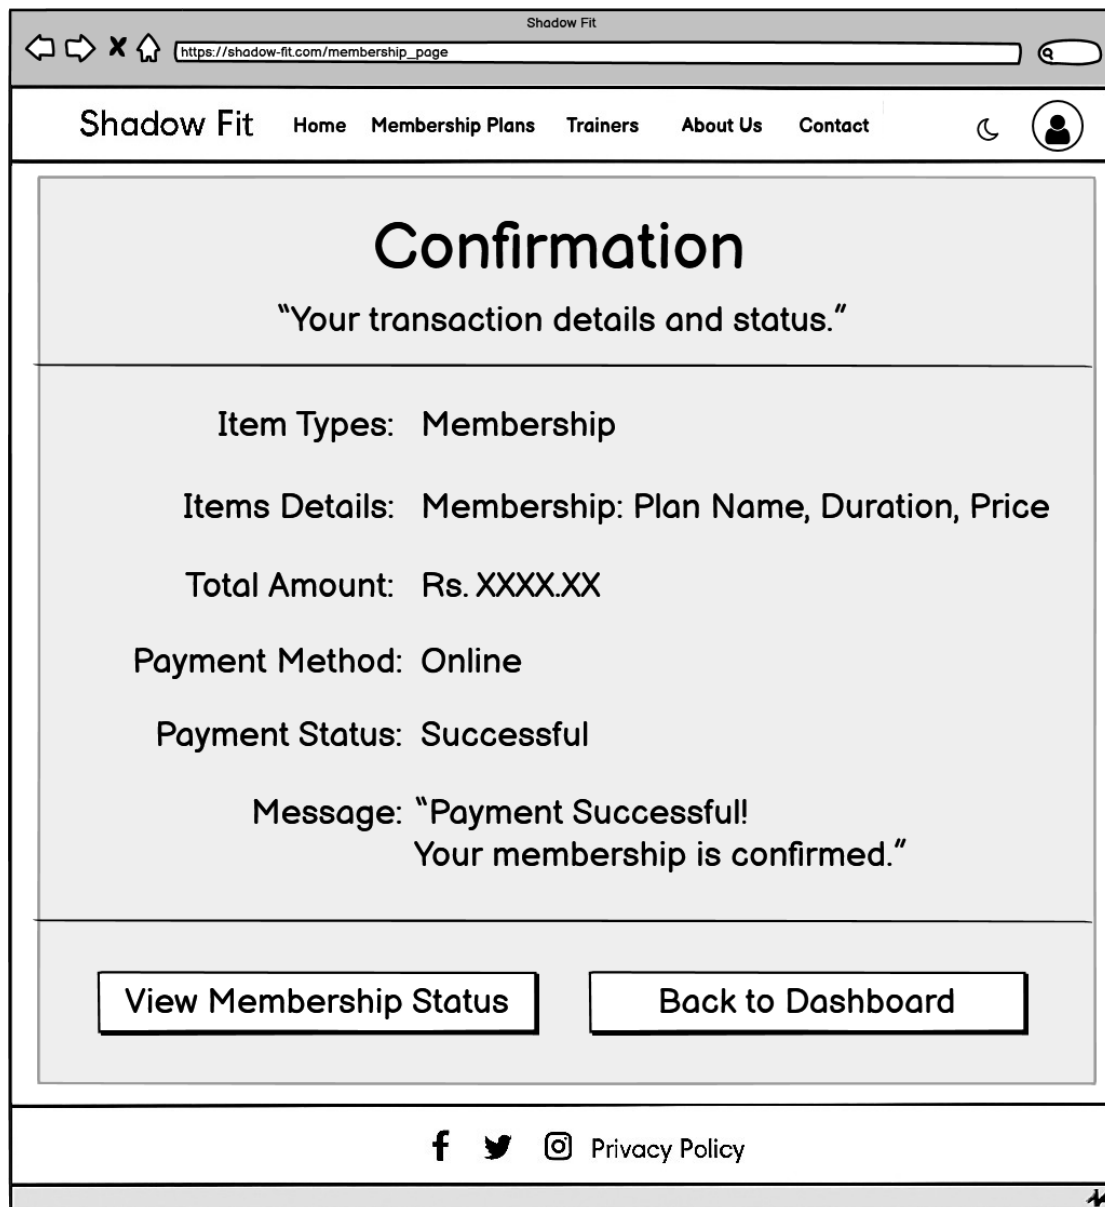 Shadow Fit
https://shadow-fit.com/membership_page
Shadow Fit Home Membership Plans Trainers About Us Contact
Confirmation
“Your transaction details and status.”
Item Types: Membership
Items Details: Membership: Plan Name, Duration, Price
Total Amount: Rs. XXXX.XX
Payment Method: Online
Payment Status: Successful
Message: “Payment Successful!
Your membership is confirmed.”
View Membership Status Back to Dashboard
Privacy Policy